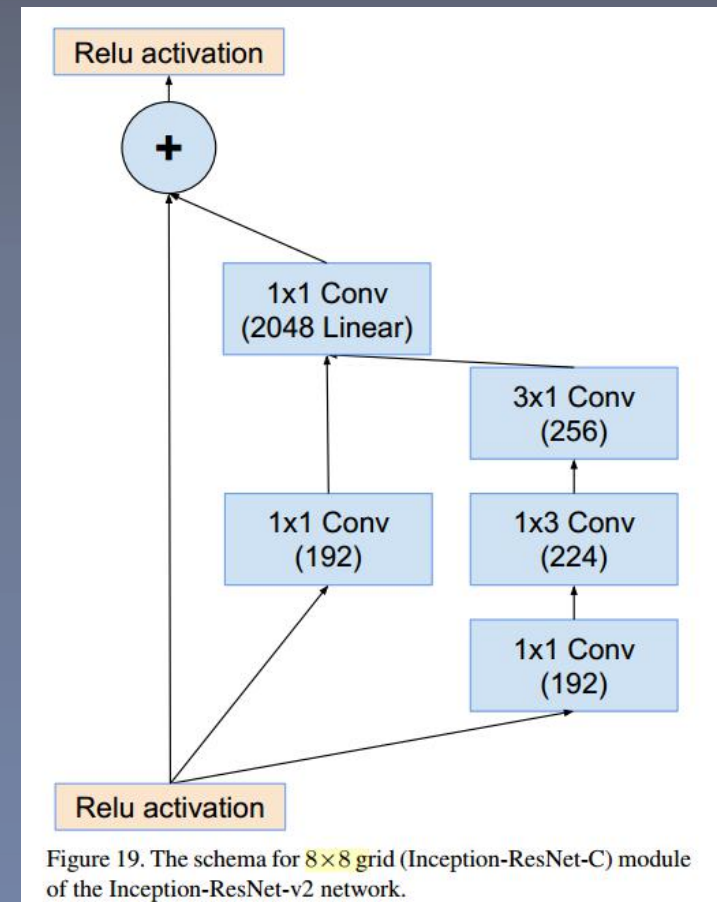 Relu activation
+
1x1 Conv
(2048 Linear)
3x1 Conv
(256)
1x1 Conv
(192)
1x3 Conv
(224)
1x1 Conv
(192)
Relu activation
Figure 19. The schema for 8×8 grid (Inception-ResNet-C) module
of the Inception-ResNet-v2 network.